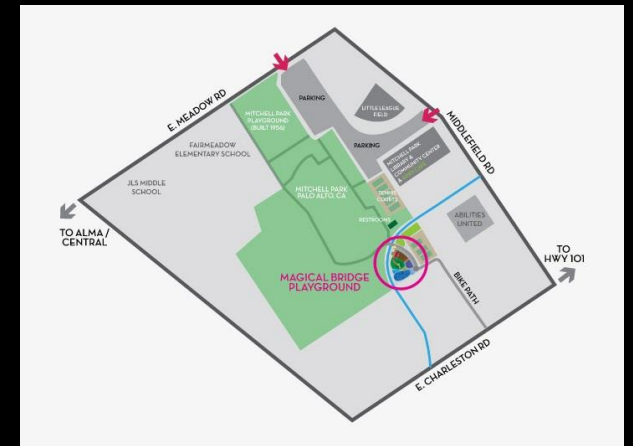 E. MEADOW RD
PARKING
LITTLE LEAGUE
FIELD
MIDDLEFIELD RD
MITCHELL PARK
PLAYGROUND
(BUILT 1956)
FAIRMEADOW
ELEMENTARY SCHOOL
PARKING
MITCHELL PARK
LIBRARY &
COMMUNITY CENTER
JLS MIDDLE
SCHOOL
MITCHELL PARK
PALO ALTO, CA
TENNIS
COURTS
RESTROOMS
ABILITIES
UNITED
TO ALMA /
CENTRAL
TO
HWY 101
MAGICAL BRIDGE
PLAYGROUND
BIKE PATH
E. CHARLESTON RD